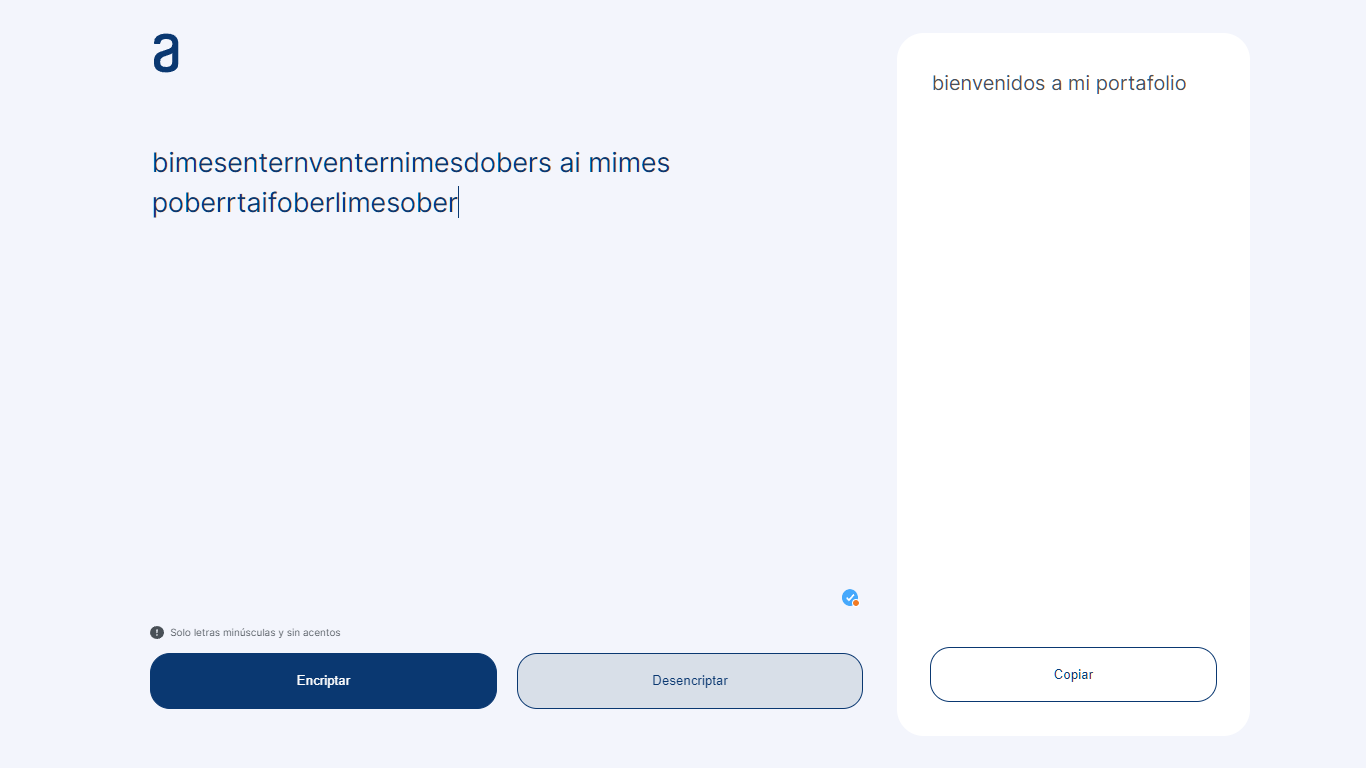 a
bimesenternventernimesdobers ai mimes
poberrtaifoberlimesober
Solo letras minúsculas y sin acentos
Encriptar
Desencriptar
bienvenidos a mi portafolio
Copiar